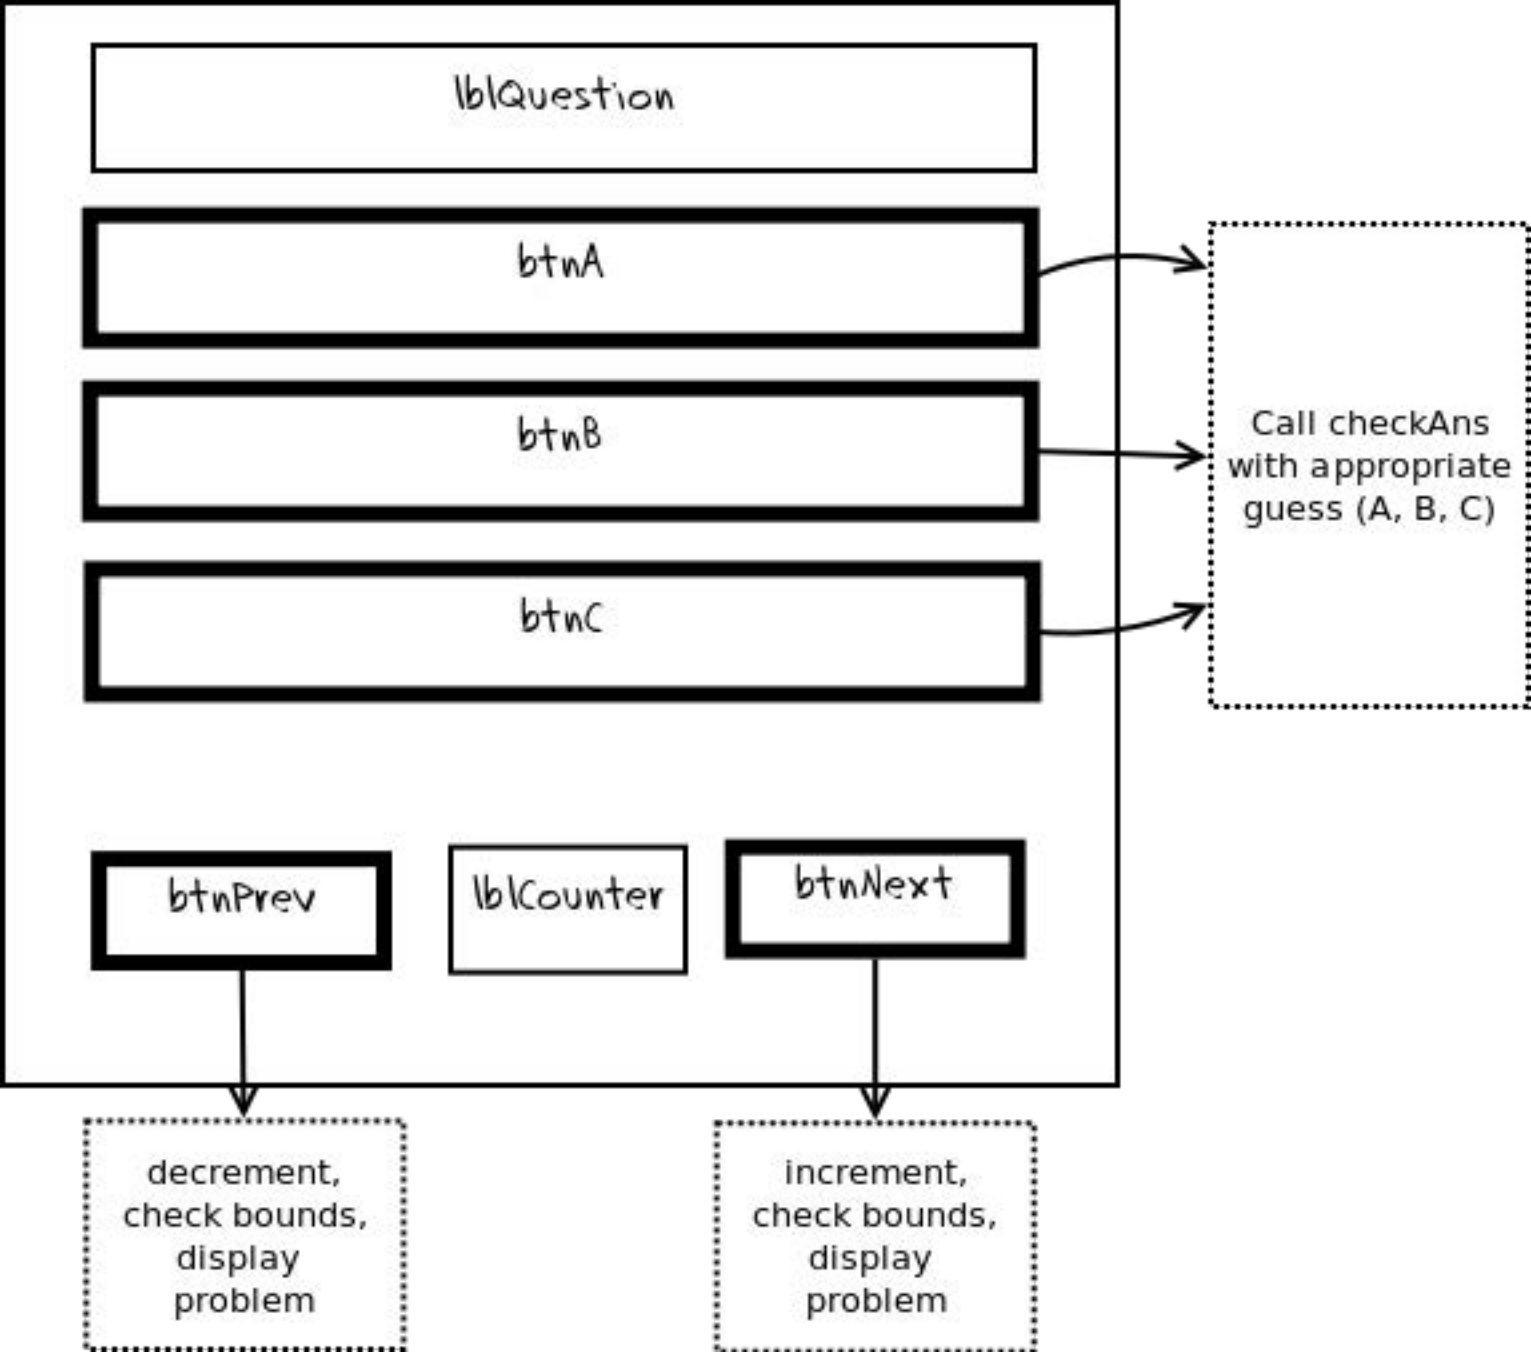 lblQuestion
btnA
btnB
Call checkAns
with appropriate
guess (A, B, C)
btnC
btnPrev
lblCounter
btnNext
decrement,
check bounds,
display
problem
increment,
check bounds,
display
problem